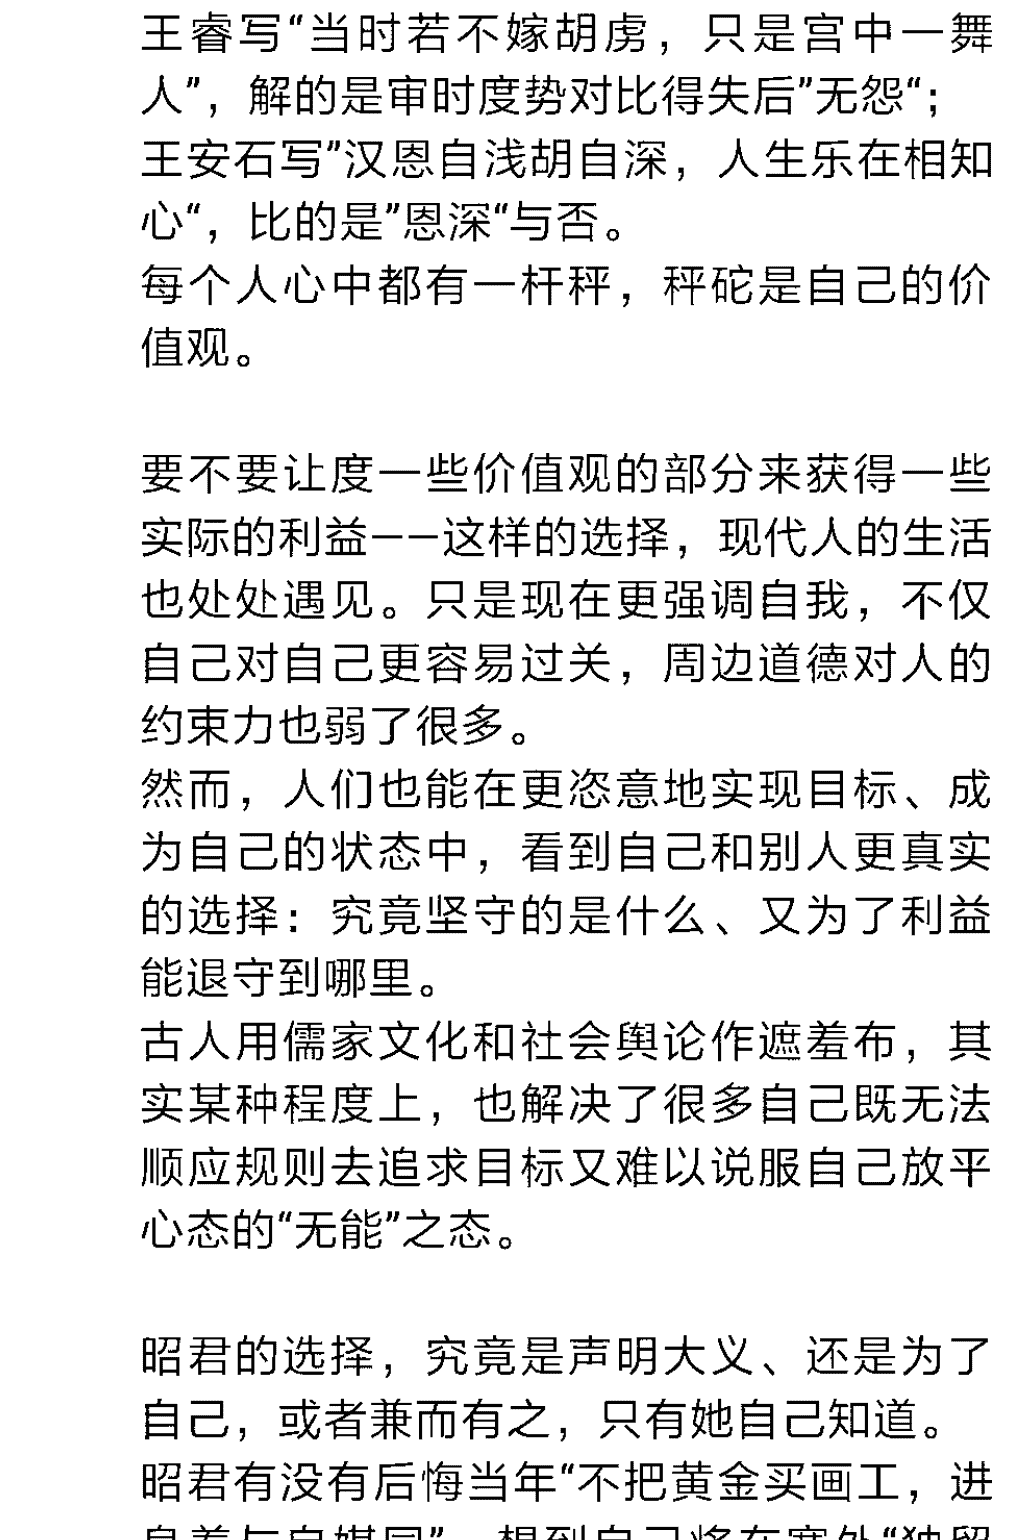 王睿写“当时若不嫁胡虏，只是宫中一舞
人”，解的是审时度势对比得失后”无怨“；
王安石写”汉恩自浅胡自深，人生乐在相知
心“，比的是”恩深“与否。
每个人心中都有一杆秤，秤砣是自己的价
值观。
要不要让度一些价值观的部分来获得一些
实际的利益——这样的选择，现代人的生活
也处处遇见。只是现在更强调自我，不仅
自己对自己更容易过关，周边道德对人的
约束力也弱了很多。
然而，人们也能在更恣意地实现目标、成
为自己的状态中，看到自己和别人更真实
的选择：究竟坚守的是什么、又为了利益
能退守到哪里。
古人用儒家文化和社会舆论作遮羞布，其
实某种程度上，也解决了很多自己既无法
顺应规则去追求目标又难以说服自己放平
心态的“无能”之态。
昭君的选择，究竟是声明大义、还是为了
自己，或者兼而有之，只有她自己知道。
昭君有没有后悔当年“不把黄金买画工，进
身羞与自媒同”，想到自己将在塞外“独留